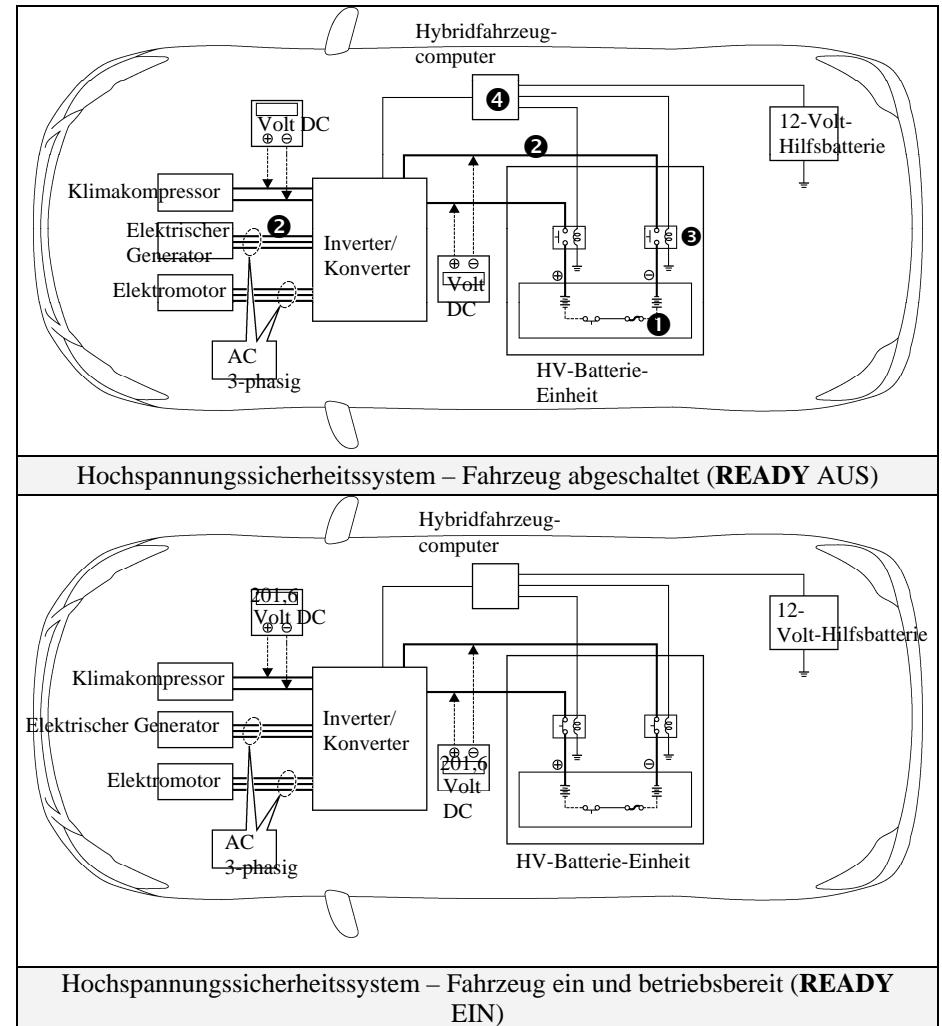 Hybridfahrzeug-
computer
❹
Volt DC
⊕ ⊖
12-Volt-
Hilfsbatterie
❷
Klimakompressor
Elektrischer
Generator
❷
Inverter/
Konverter
❸
⊕ ⊖
Volt
DC
⊕ ⊖
Elektromotor
❶
AC
3-phasig
HV-Batterie-
Einheit
Hochspannungssicherheitssystem – Fahrzeug abgeschaltet (READY AUS)
Hybridfahrzeug-
computer
201,6
Volt DC
⊕ ⊖
12-
Volt-Hilfsbatterie
Klimakompressor
Elektrischer Generator
Inverter/
Konverter
⊕ ⊖
201,6
Volt
DC
⊕ ⊖
Elektromotor
AC
3-phasig
HV-Batterie-Einheit
Hochspannungssicherheitssystem – Fahrzeug ein und betriebsbereit (READY
EIN)